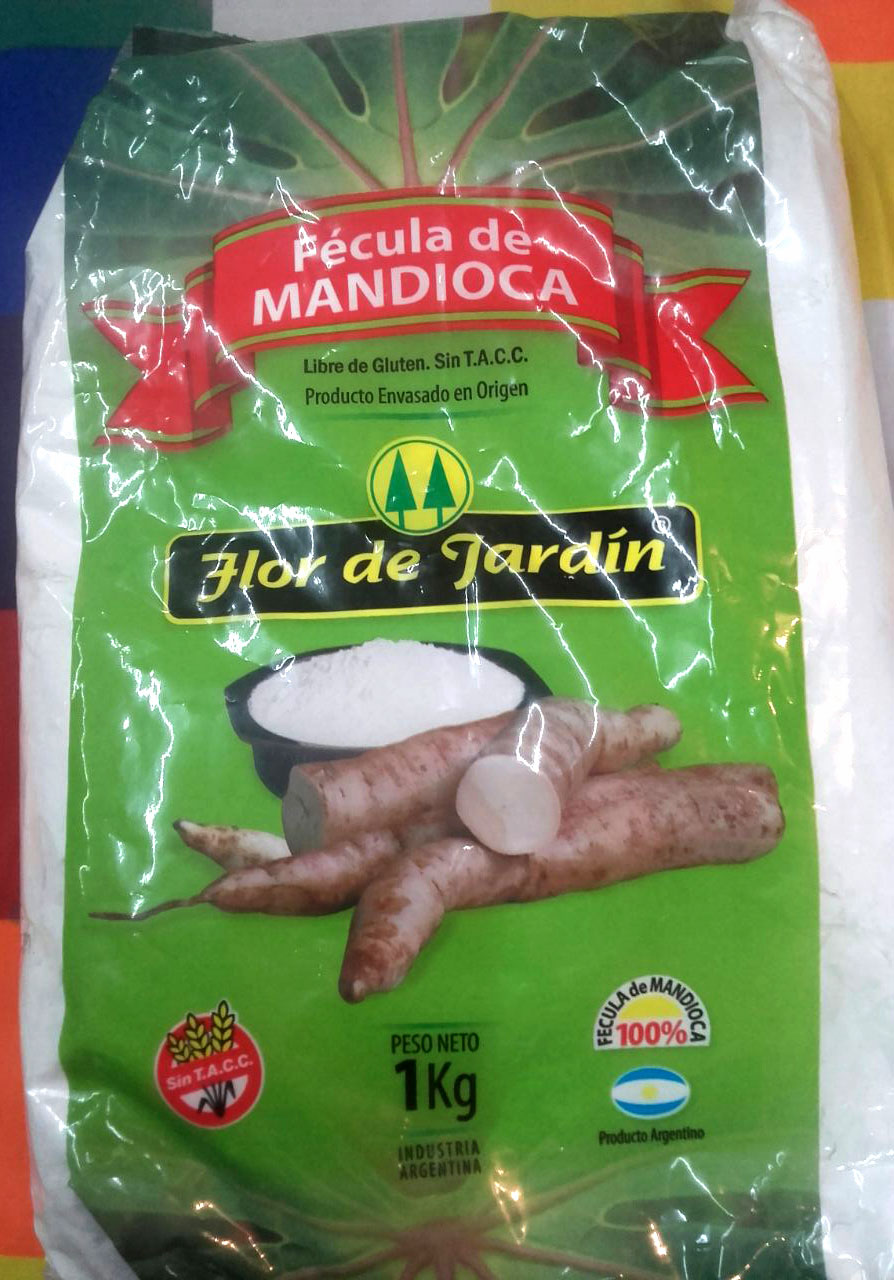 Fécula de
MANDIOCA
Libre de Gluten. Sin T.A.C.C.
Producto Envasado en Origen
Flor de Jardín®
FECULA de MANDIOCA
100%
Sin T.A.C.C.
PESO NETO
1Kg
INDUSTRIA
ARGENTINA
Producto Argentino